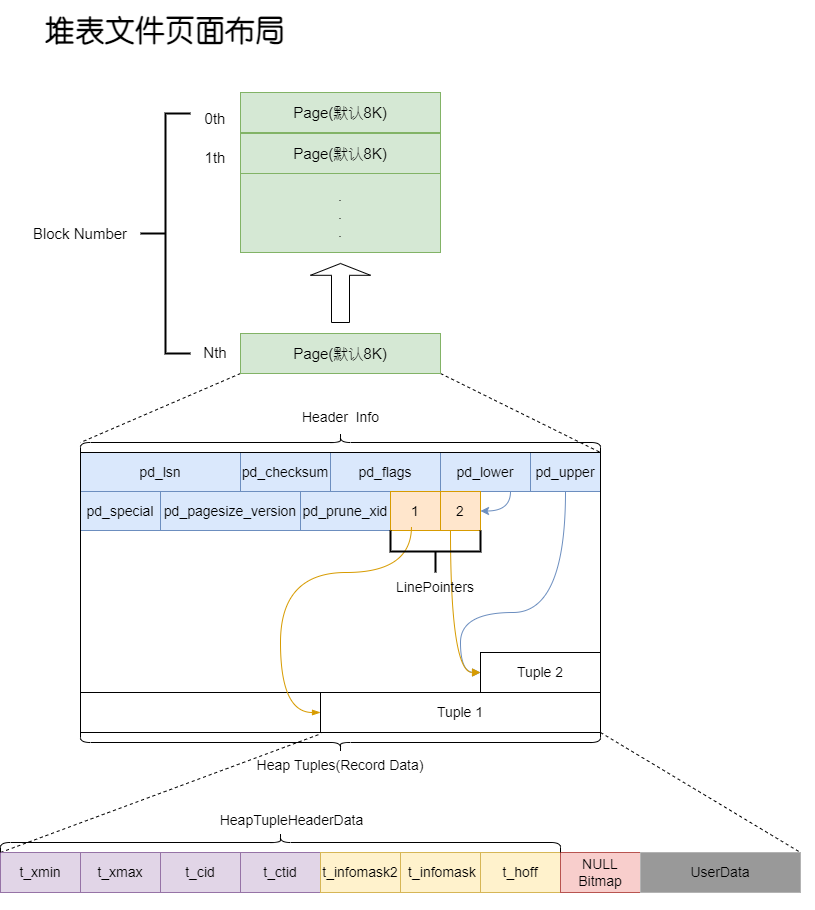 堆表文件页面布局
0th
Page(默认8K)
1th
Page(默认8K)
.
.
.
Block Number
Nth
Page(默认8K)
Header Info
pd_lsn
pd_checksum
pd_flags
pd_lower
pd_upper
pd_special
pd_pagesize_version
pd_prune_xid
1
2
LinePointers
Tuple 2
Tuple 1
Heap Tuples(Record Data)
HeapTupleHeaderData
t_xmin
t_xmax
t_cid
t_ctid
t_infomask2
t_infomask
t_hoff
NULL
Bitmap
UserData